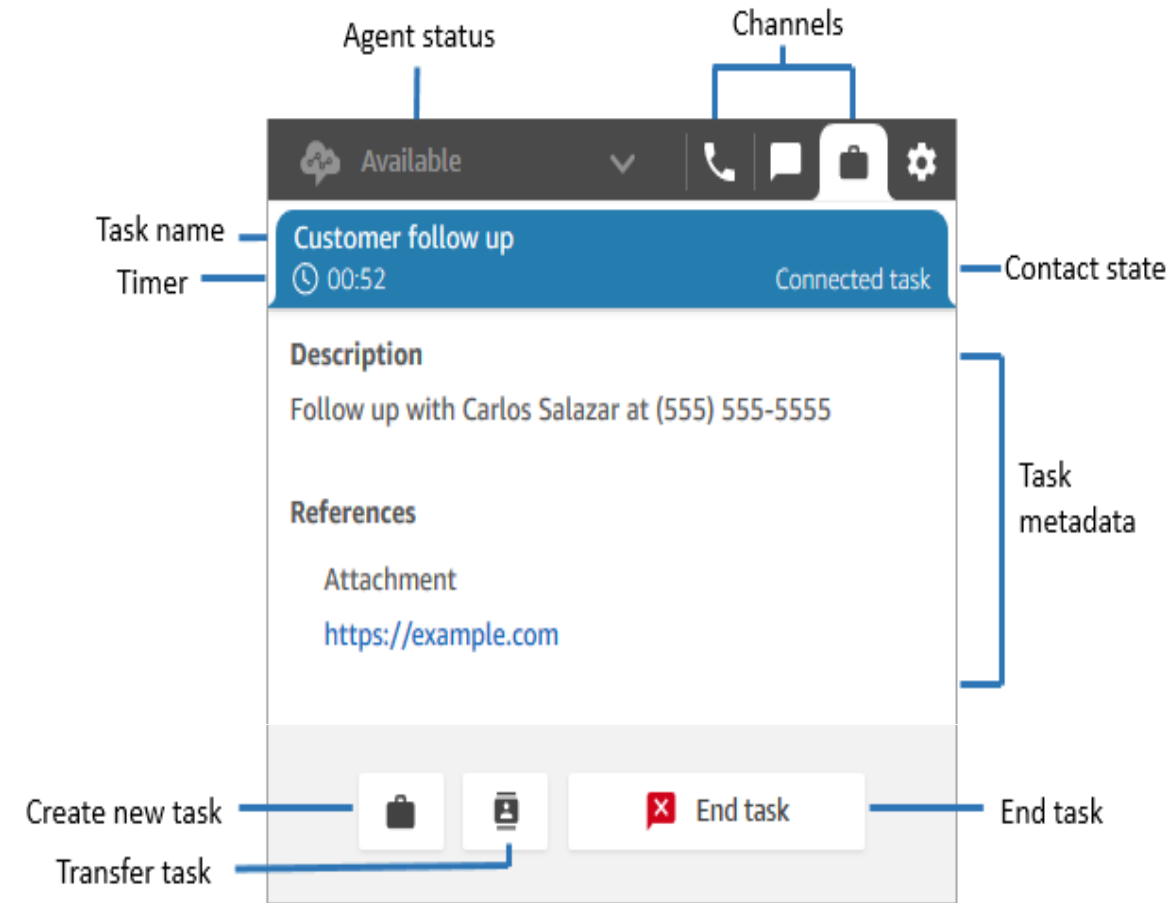 Agent status
Channels
Available
Task name
Customer follow up
Timer
00:52
Connected task
Contact state
Description
Follow up with Carlos Salazar at (555) 555-5555
Task
metadata
References
Attachment
https://example.com
Create new task
End task
End task
Transfer task